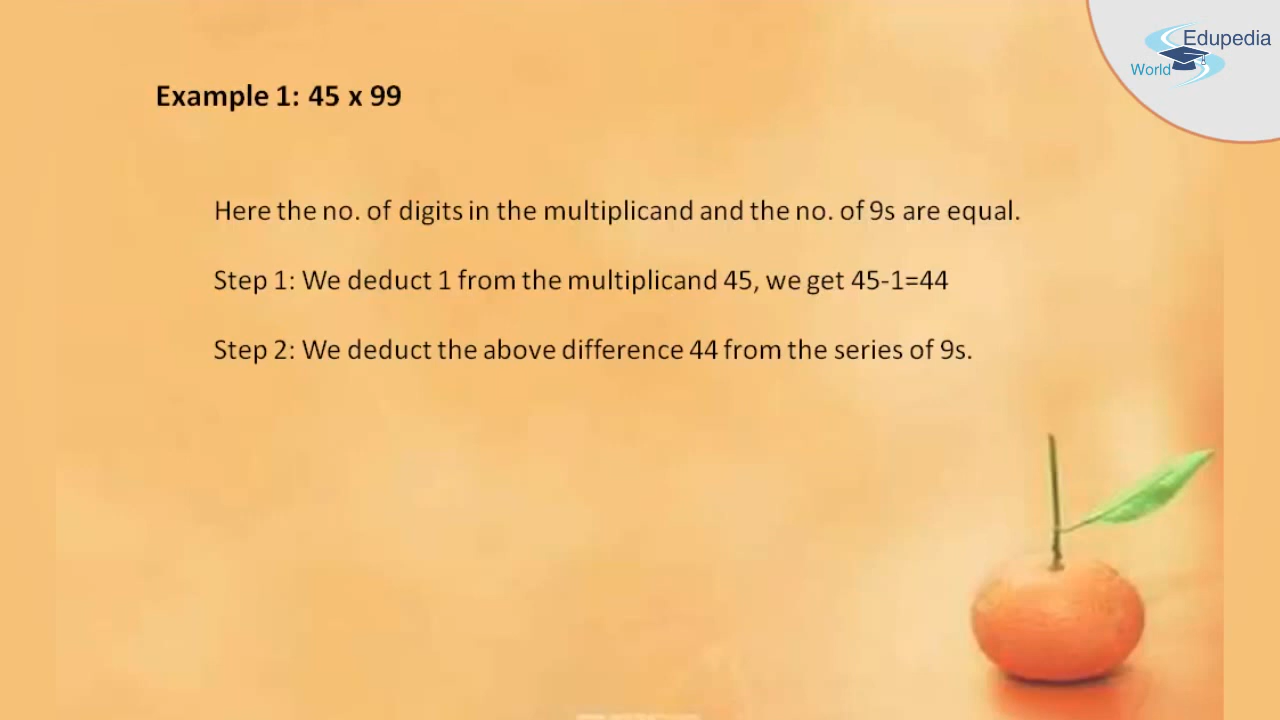 Edupedia
World
Example 1: 45 x 99
Here the no. of digits in the multiplicand and the no. of 9s are equal.
Step 1: We deduct 1 from the multiplicand 45, we get 45-1=44
Step 2: We deduct the above difference 44 from the series of 9s.